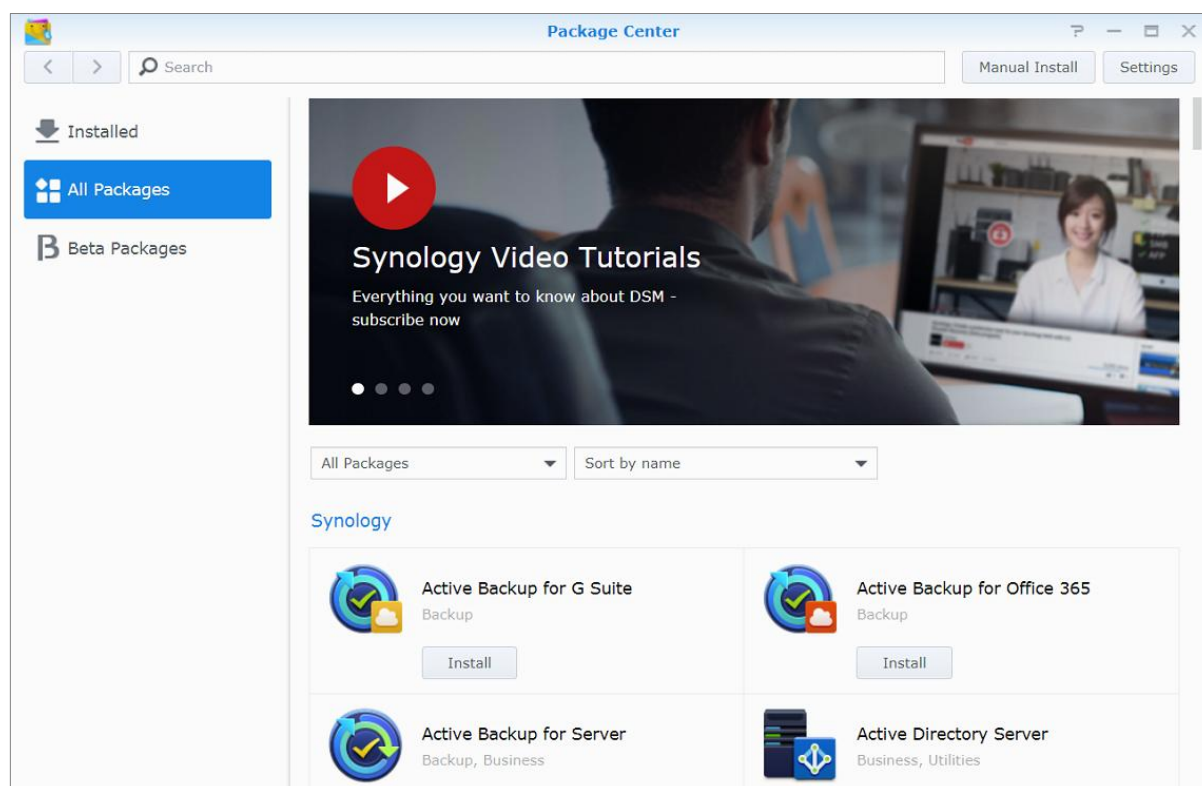 Package Center
Search
Manual Install
Settings
Installed
All Packages
Beta Packages
Synology Video Tutorials
Everything you want to know about DSM -
subscribe now
All Packages
Sort by name
Synology
Active Backup for G Suite
Backup
Install
Active Backup for Office 365
Backup
Install
Active Backup for Server
Backup, Business
Active Directory Server
Business, Utilities